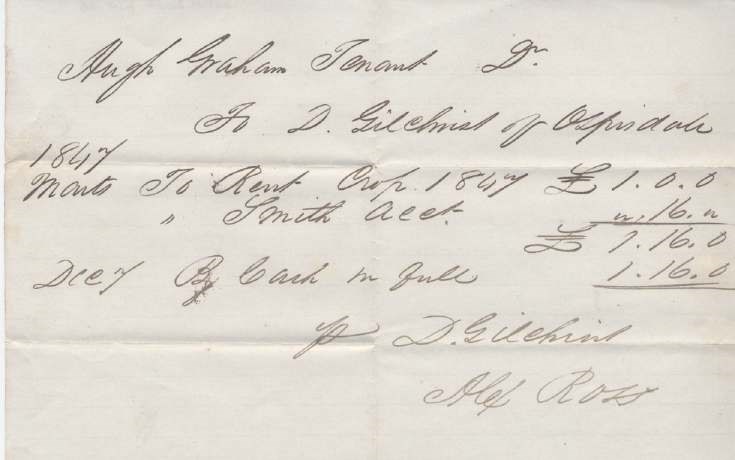 Hugh Graham Tenant Dr
To D. Gilchrist of Ospisdale
1847
Marts To Rent Crop 1847 £ 1.0.0
" Smith Acct. ".16."
£ 1.16.0
Dec 7 By Cash in full 1.16.0
p D. Gilchrist
Alex Ross